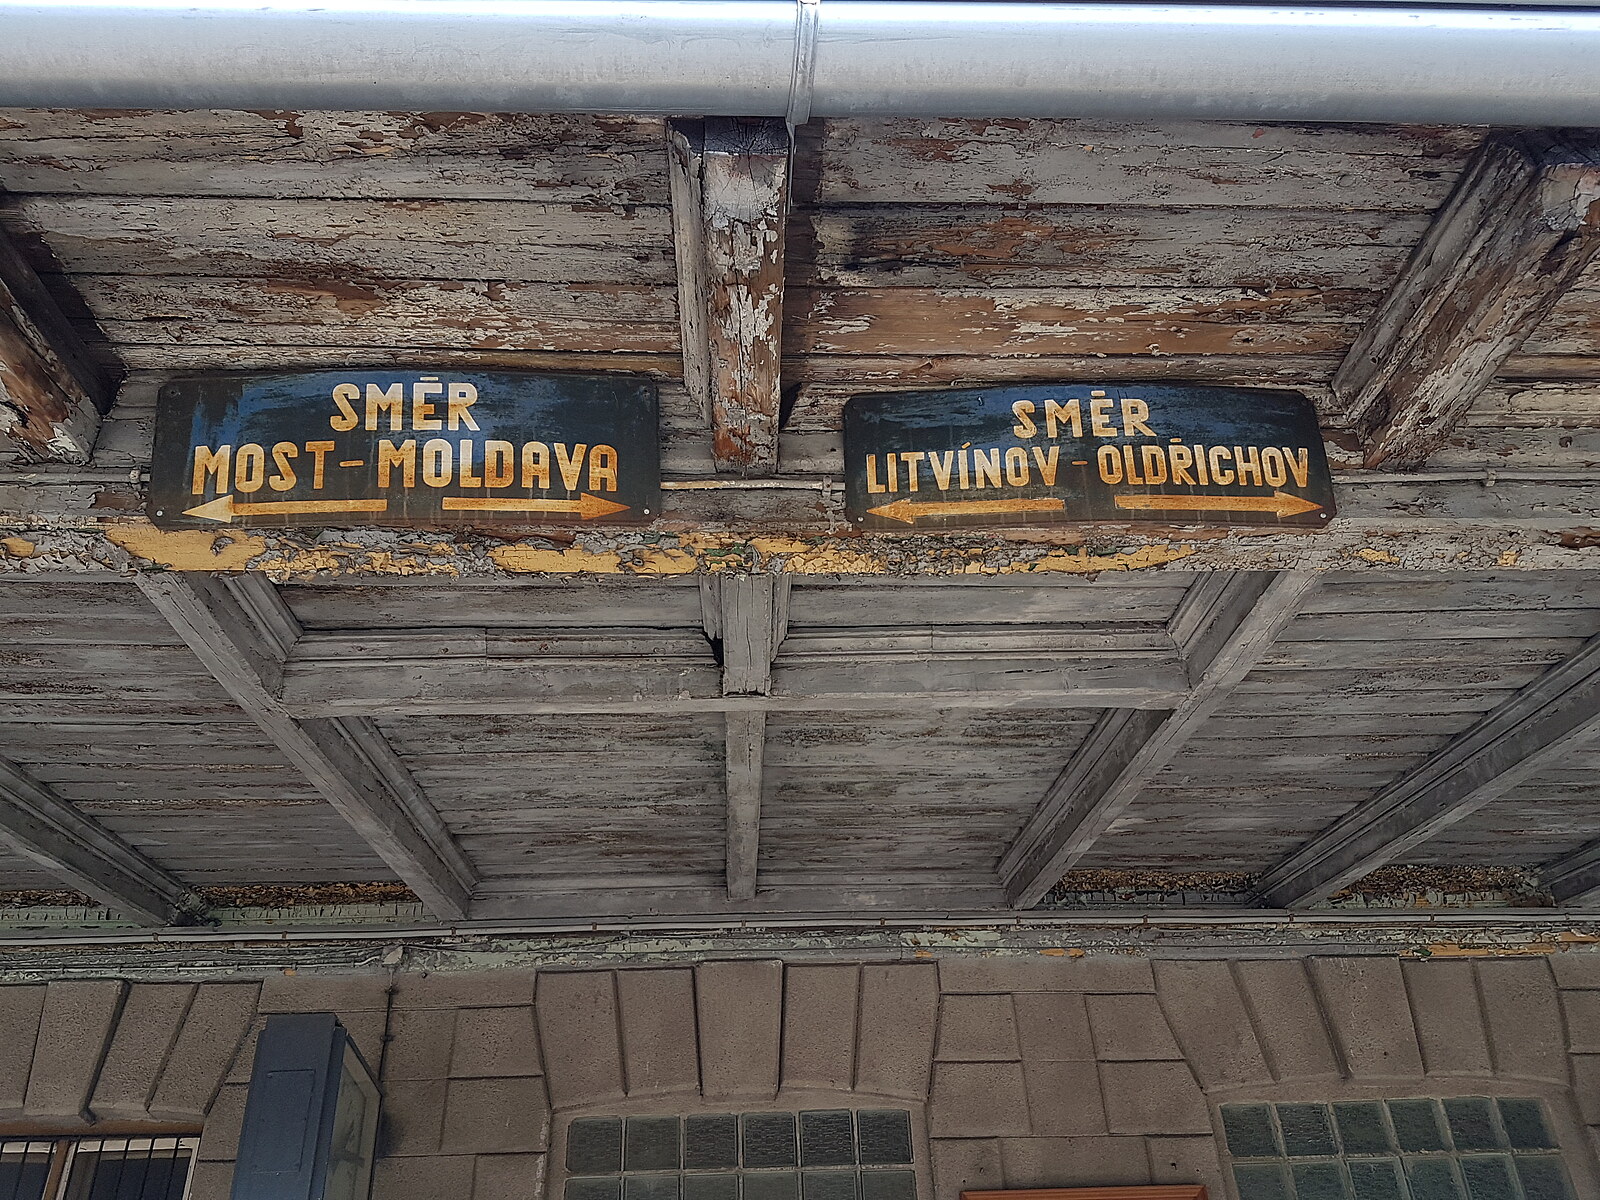 SMĚR
MOST - MOLDAVA
SMĚR
LITVÍNOV - OLDŘICHOV